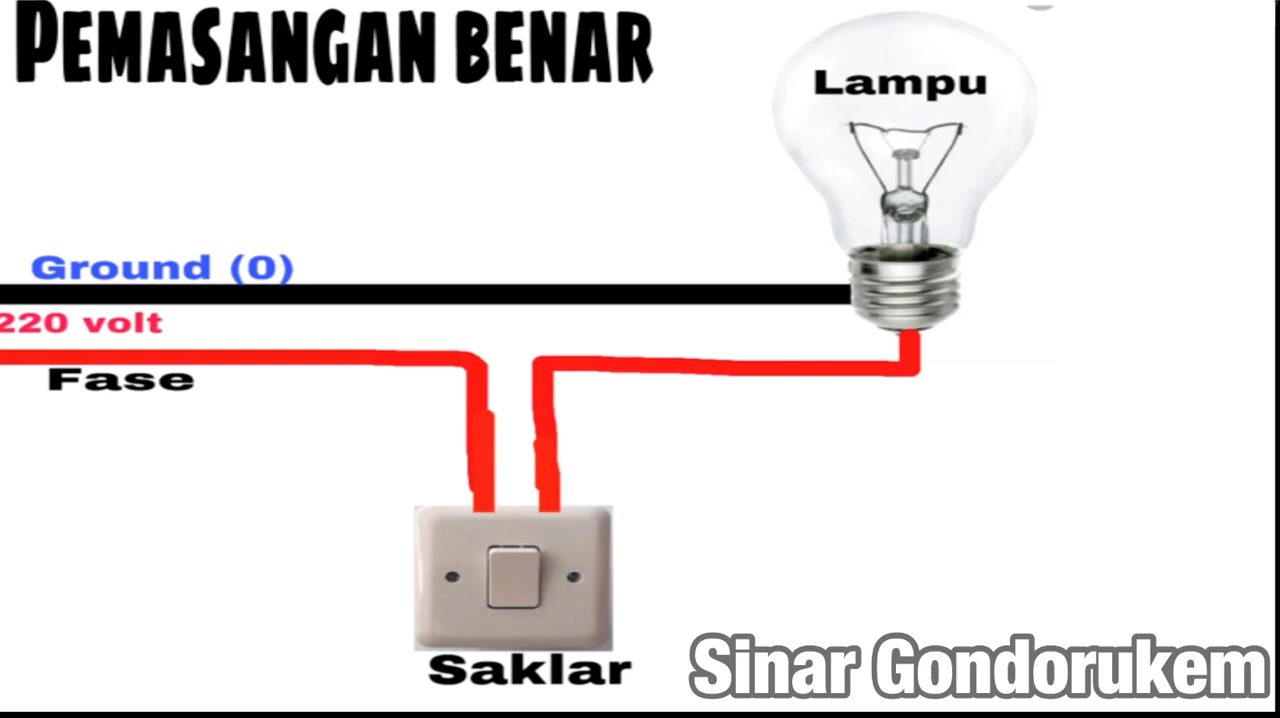 PEMASANGAN BENAR
Lampu
Ground (0)
220 volt
Fase
Saklar
Sinar Gondorukem